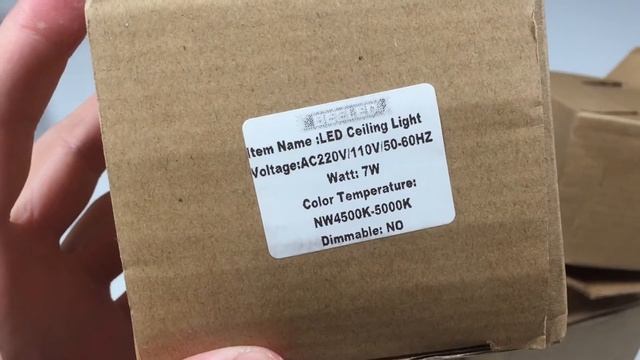 Item Name :LED Ceiling Light
Voltage:AC220V/110V/50-60HZ
Watt: 7W
Color Temperature:
NW4500K-5000K
Dimmable: NO